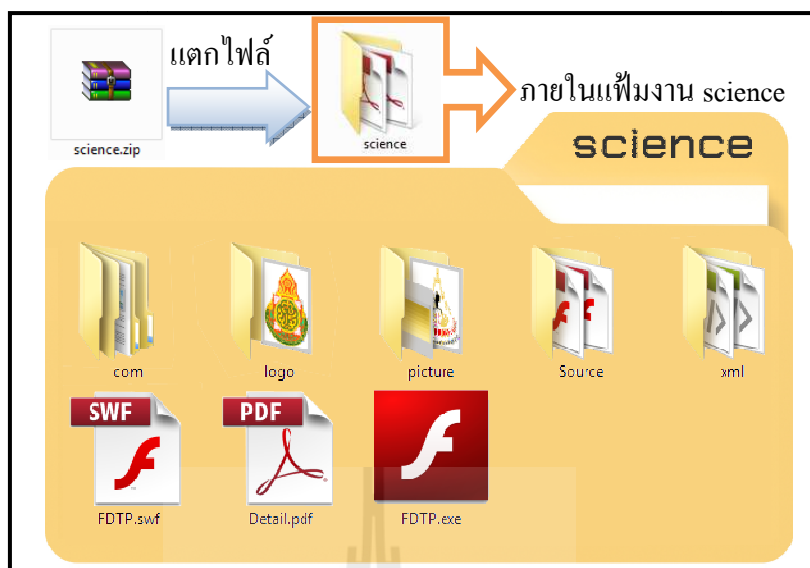 แตกไฟล์
science.zip
science
ภายในแฟ้มงาน science
science
com
logo
picture
Source
xml
SWF
PDF
FDTP.swf
Detail.pdf
FDTP.exe